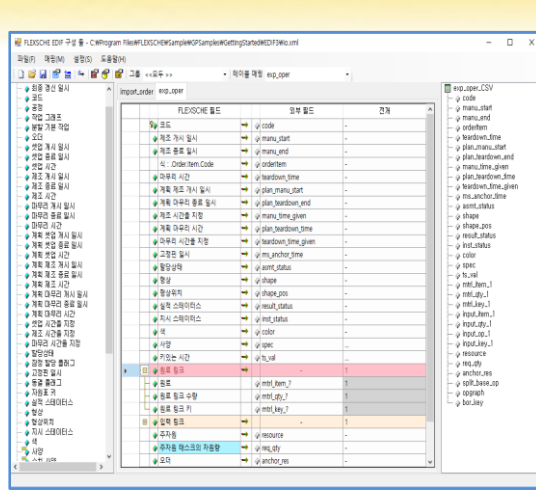 FLEXSCHE EDIF 구성 툴 - C:₩Program Files₩FLEXSCHE₩Sample₩GPSamples₩GettingStarted₩EDIF3₩io.xml
파일(F) 매핑(M) 설정(S) 도움말(H)
그룹 <<모두 >> 테이블 매핑 exp_oper
최종 갱신 일시
코드
공정
작업 그래프
분할 기본 작업
오더
셋업 개시 일시
셋업 종료 일시
셋업 시간
제조 개시 일시
제조 종료 일시
제조 시간
마무리 개시 일시
마무리 종료 일시
마무리 시간
계획 셋업 개시 일시
계획 셋업 종료 일시
계획 셋업 시간
계획 제조 개시 일시
계획 제조 종료 일시
계획 제조 시간
계획 마무리 개시 일시
계획 마무리 종료 일시
계획 마무리 시간
셋업 시간을 지정
제조 시간을 지정
마무리 시간을 지정
할당상태
잠정 할당 플래그
고정핀 일시
동결 플래그
자원표 키
실적 스테이터스
형상
형상위치
지시 스테이터스
색
사양
import_order exp_oper
FLEXSCHE 필드 외부 필드 전개
코드 code -
제조 개시 일시 manu_start -
제조 종료 일시 manu_end -
식 : .Order.Item.Code orderitem -
마무리 시간 teardown_time -
계획 제조 개시 일시 plan_manu_start -
계획 마무리 종료 일시 plan_teardown_end -
제조 시간을 지정 manu_time_given -
계획 마무리 시간 plan_teardown_time -
마무리 시간을 지정 teardown_time_given -
고정핀 일시 ms_anchor_time -
할당상태 asmt_status -
형상 shape -
형상위치 shape_pos -
실적 스테이터스 result_status -
지시 스테이터스 inst_status -
색 color -
사양 spec ...
키있는 시간 ts_val ...
원료 링크 - 1
원료 mtrl_item_? 1
원료 링크 수량 mtrl_qty_? 1
원료 링크 키 mtrl_key_? 1
입력 링크 - 1
주자원 resource -
주자원 태스크의 자원량 req_qty -
오더 anchor_res -
exp_oper_CSV
code
manu_start
manu_end
orderitem
teardown_time
plan_manu_start
plan_teardown_end
manu_time_given
plan_teardown_time
teardown_time_given
ms_anchor_time
asmt_status
shape
shape_pos
result_status
inst_status
color
spec
ts_val
mtrl_item_1
mtrl_qty_1
mtrl_key_1
input_item_1
input_qty_1
input_op_1
input_key_1
resource
req_qty
anchor_res
split_base_op
opgraph
bor_key